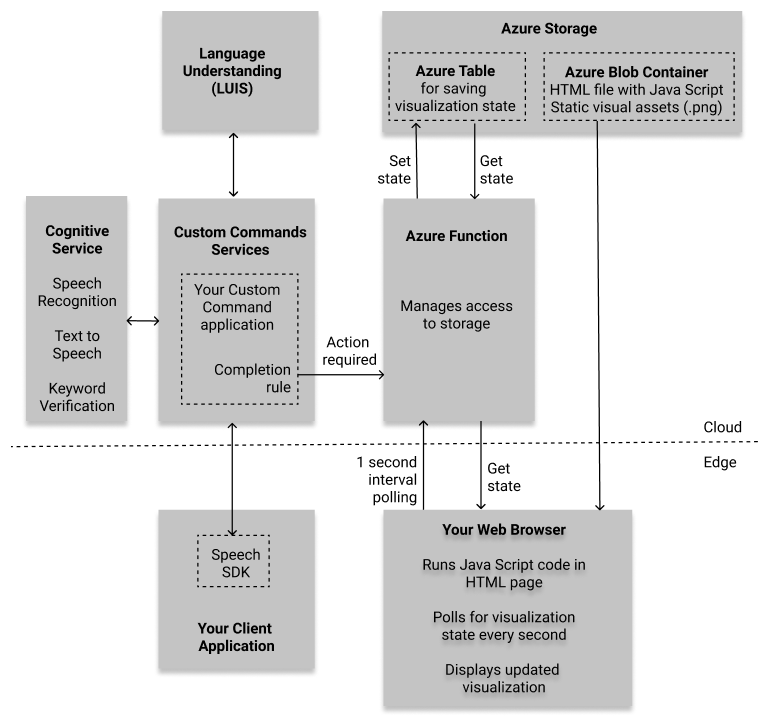 Language
Understanding
(LUIS)
Azure Storage
Azure Table
for saving
visualization state
Azure Blob Container
HTML file with Java Script
Static visual assets (.png)
Set
state
Get
state
Cognitive
Service
Speech
Recognition
Text to
Speech
Keyword
Verification
Custom Commands
Services
Your Custom
Command
application
Completion
rule
Action
required
Azure Function
Manages access
to storage
Cloud
Edge
1 second
interval
polling
Get
state
Speech
SDK
Your Client
Application
Your Web Browser
Runs Java Script code in
HTML page
Polls for visualization
state every second
Displays updated
visualization